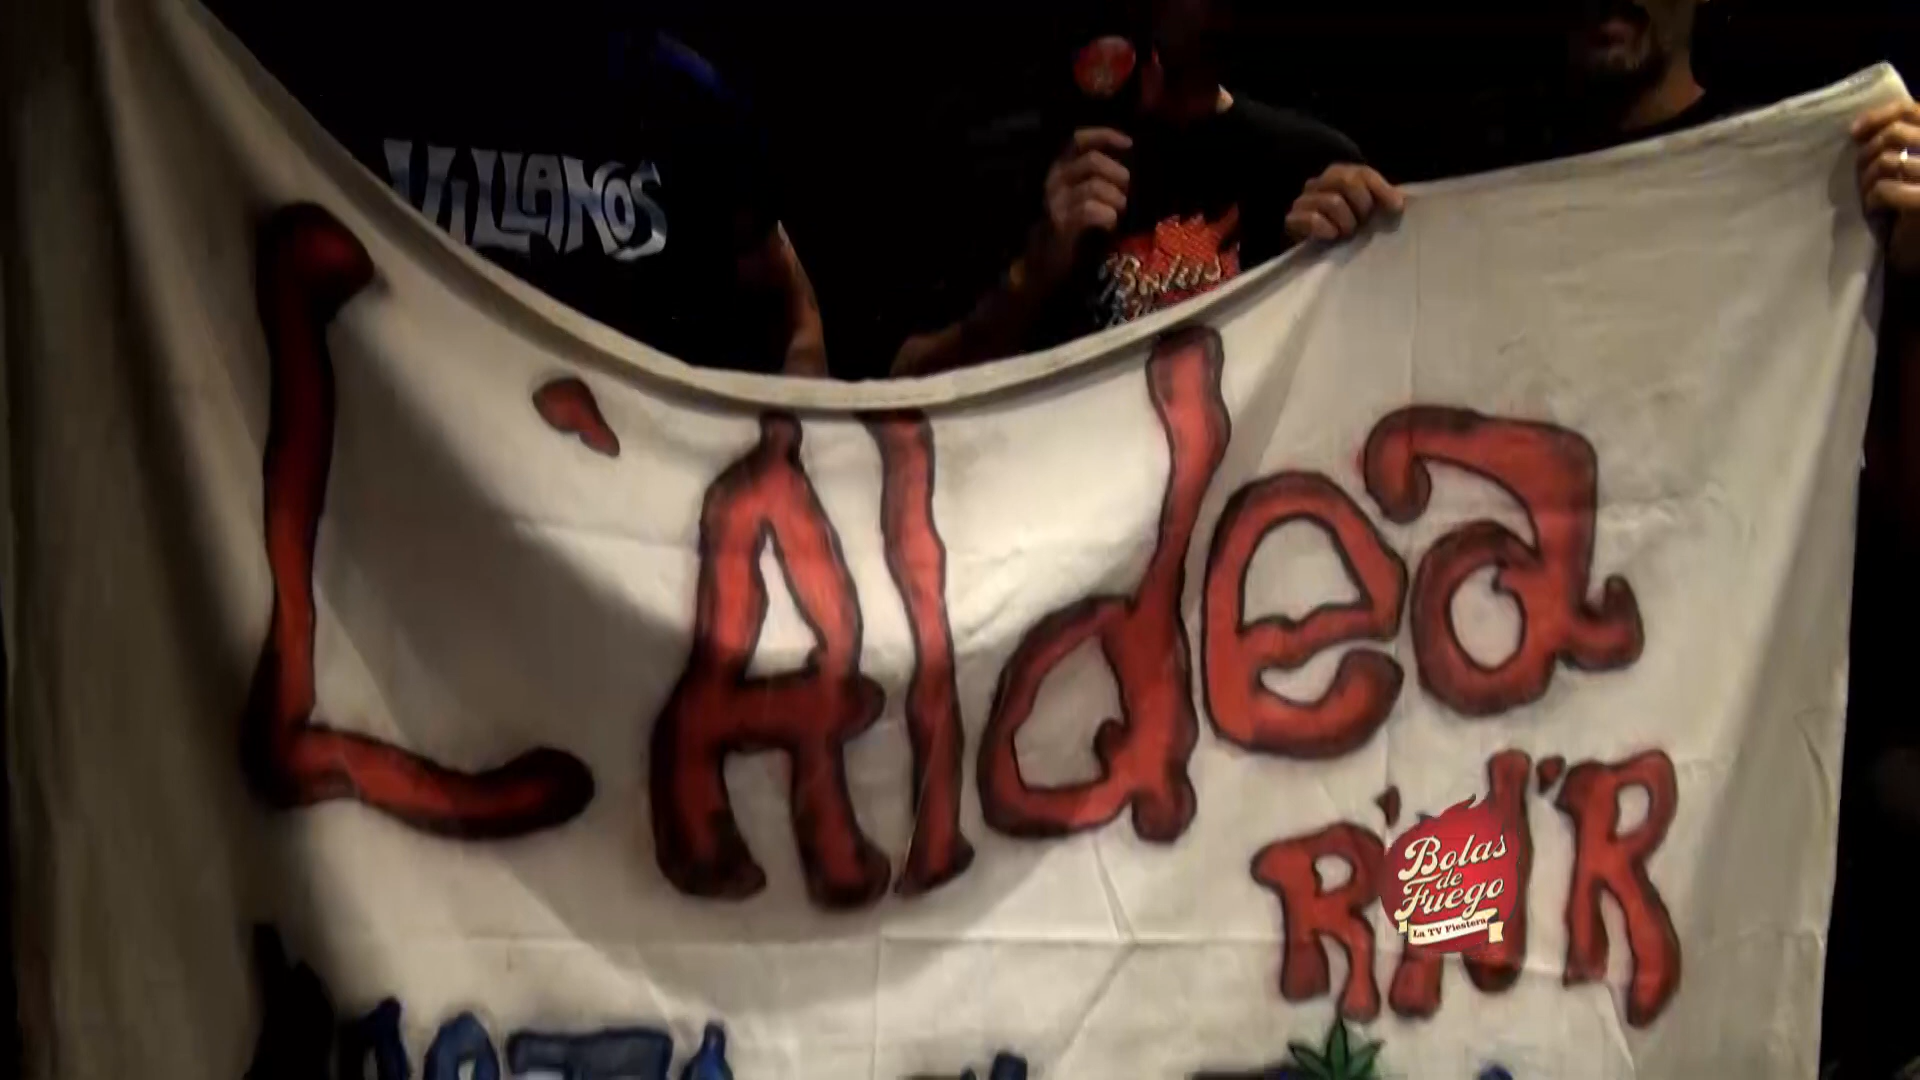 VILLANOS
Bolas
L'Aldea
R'N'R
Bolas
de
Fuego
La TV Fiestera